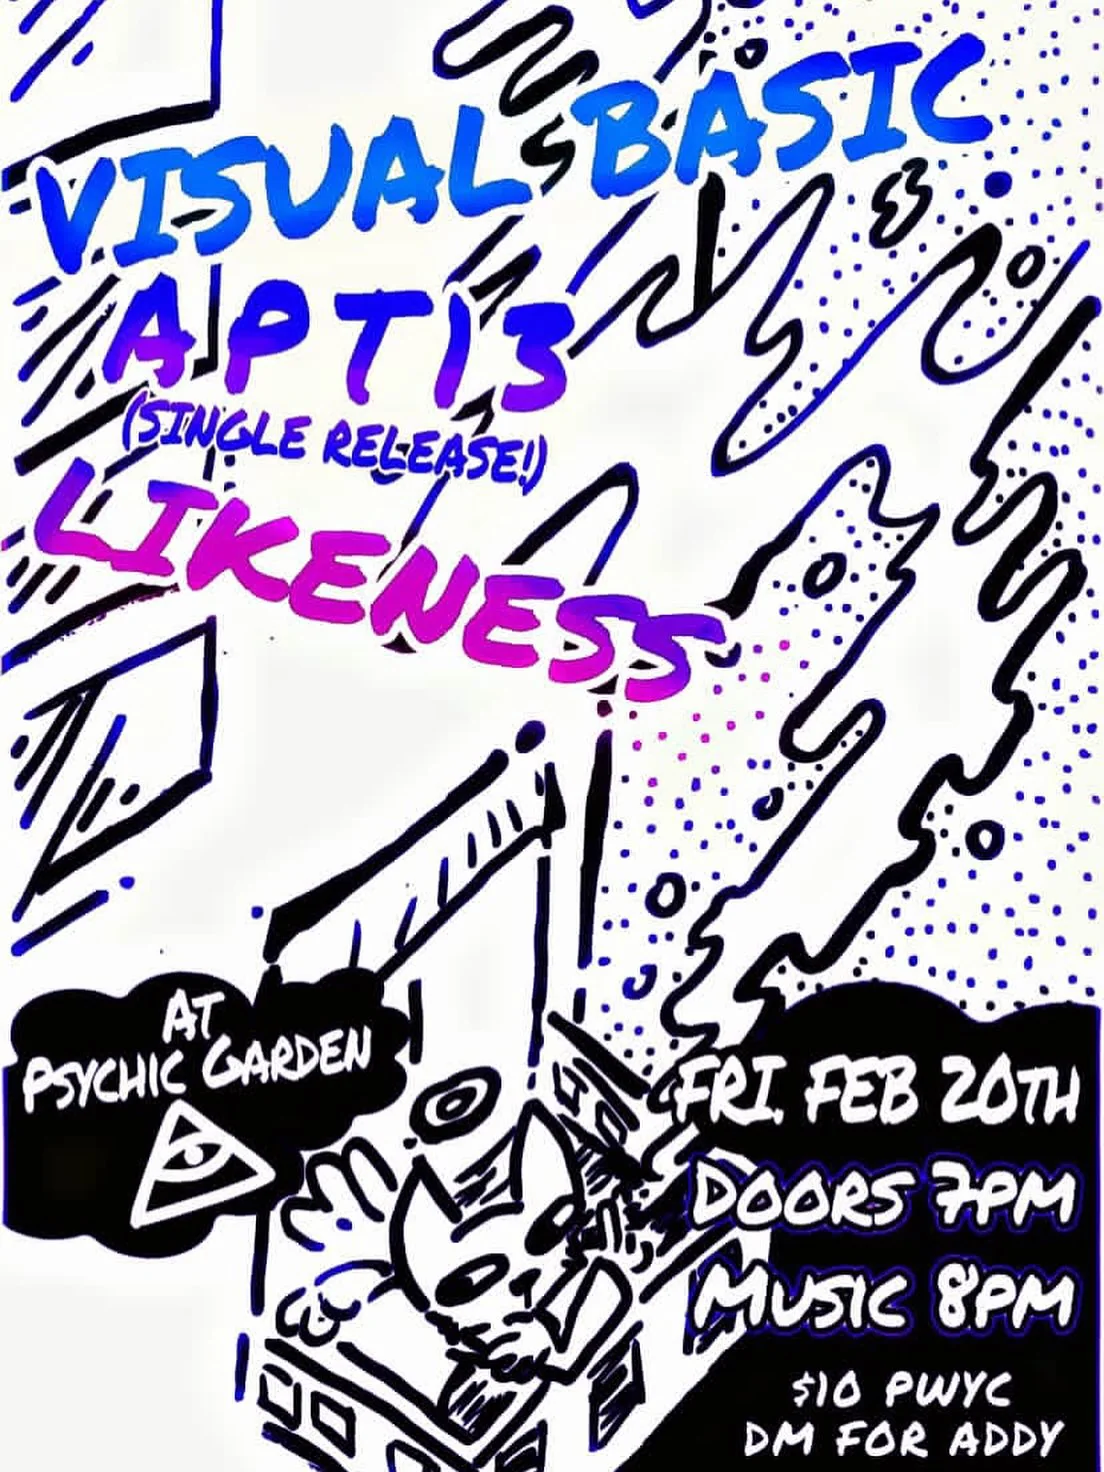 VISUAL BASIC
APT13
(SINGLE RELEASE!)
LIKENESS
AT
PSYCHIC GARDEN
FRI. FEB 20TH
DOORS 7PM
MUSIC 8PM
$10 PWYC
DM FOR ADDY